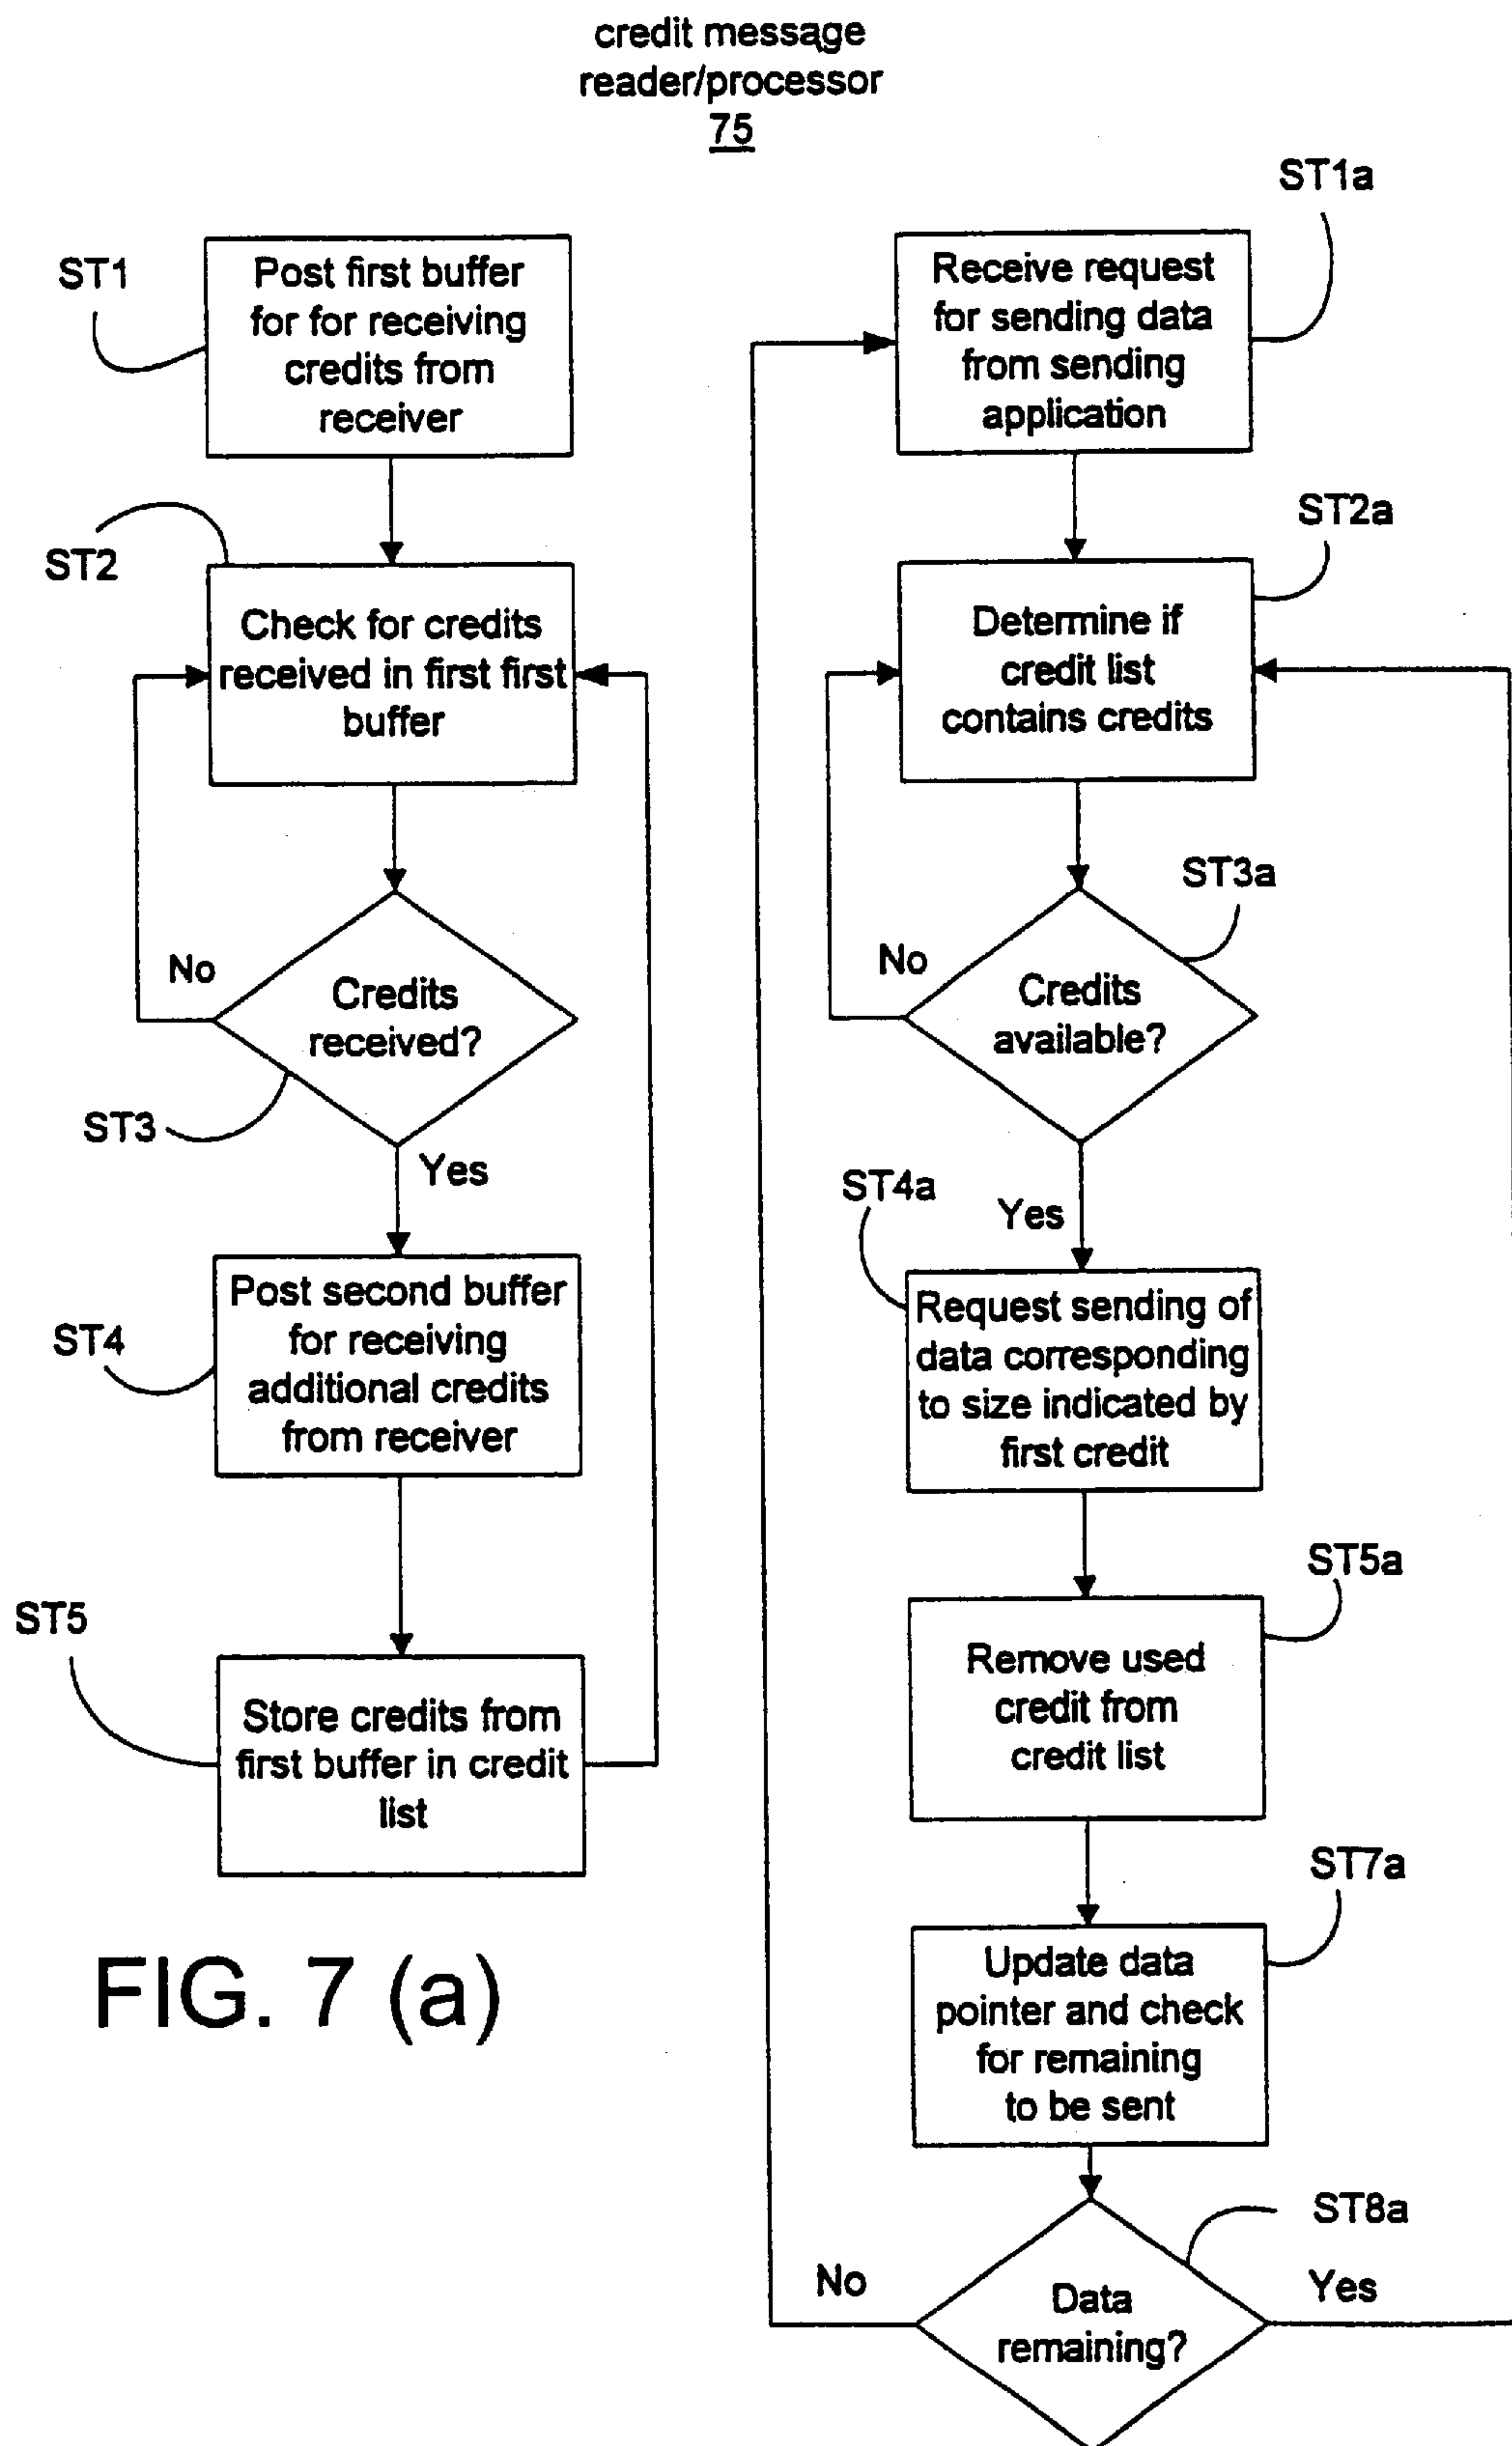 credit message
reader/processor
75
ST1
Post first buffer
for for receiving
credits from
receiver
ST2
Check for credits
received in first first
buffer
No
Credits
received?
ST3
Yes
ST4
Post second buffer
for receiving
additional credits
from receiver
ST5
Store credits from
first buffer in credit
list
FIG. 7 (a)
ST1a
Receive request
for sending data
from sending
application
ST2a
Determine if
credit list
contains credits
ST3a
No
Credits
available?
ST4a
Yes
Request sending of
data corresponding
to size indicated by
first credit
ST5a
Remove used
credit from
credit list
ST7a
Update data
pointer and check
for remaining
to be sent
ST8a
No
Data
remaining?
Yes